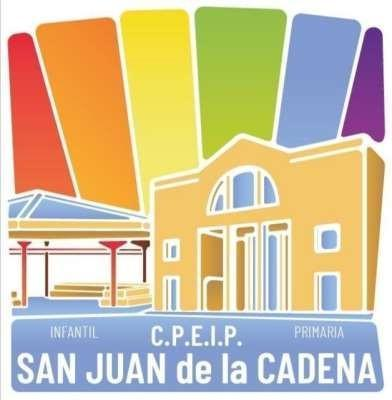 INFANTIL C.P.E.I.P. PRIMARIA
SAN JUAN de la CADENA